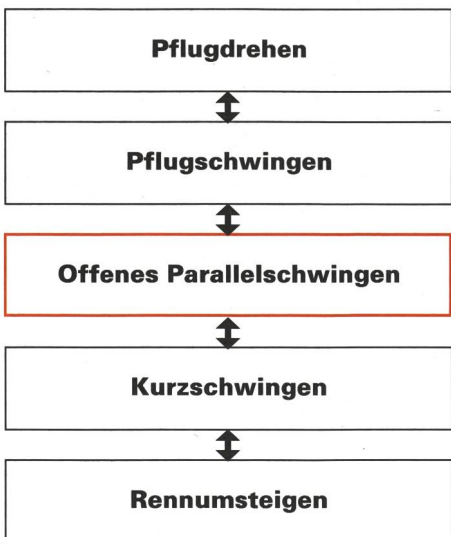 Pflugdrehen
Pflugschwingen
Offenes Parallelschwingen
Kurzschwingen
Rennumsteigen